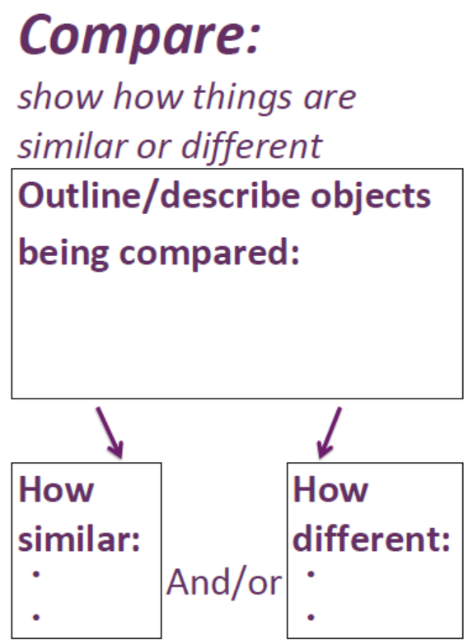 Compare:
show how things are
similar or different
Outline/describe objects
being compared:
How
similar:
•
•
And/or
How
different:
•
•